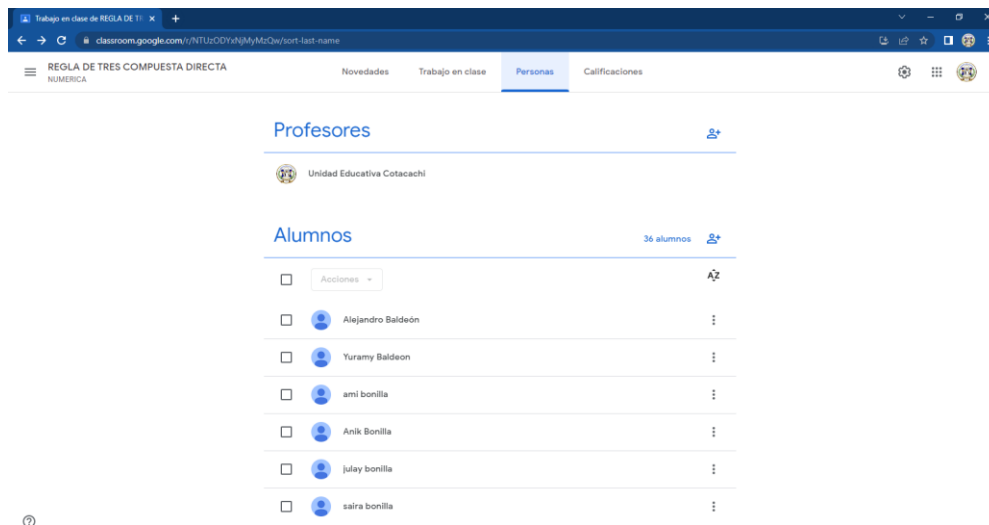 Trabajo en clase de REGLA DE TR
classroom.google.com/r/NTUzODYxNjMyMzQw/sort-last-name
REGLA DE TRES COMPUESTA DIRECTA
NUMERICA
Novedades Trabajo en clase Personas Calificaciones
Profesores
Unidad Educativa Cotacachi
Alumnos
36 alumnos
Acciones
AZ
Alejandro Baldeón
Yuramy Baldeon
ami bonilla
Anik Bonilla
julay bonilla
saira bonilla